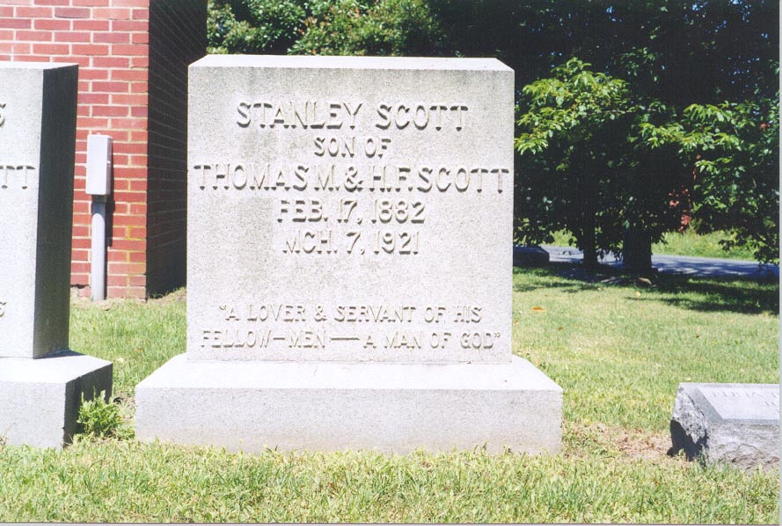 STANLEY SCOTT
SON OF
THOMAS M. & H. F. SCOTT
FEB. 17, 1882
MCH. 7, 1921
"A LOVER & SERVANT OF HIS
FELLOW-MEN—A MAN OF GOD"